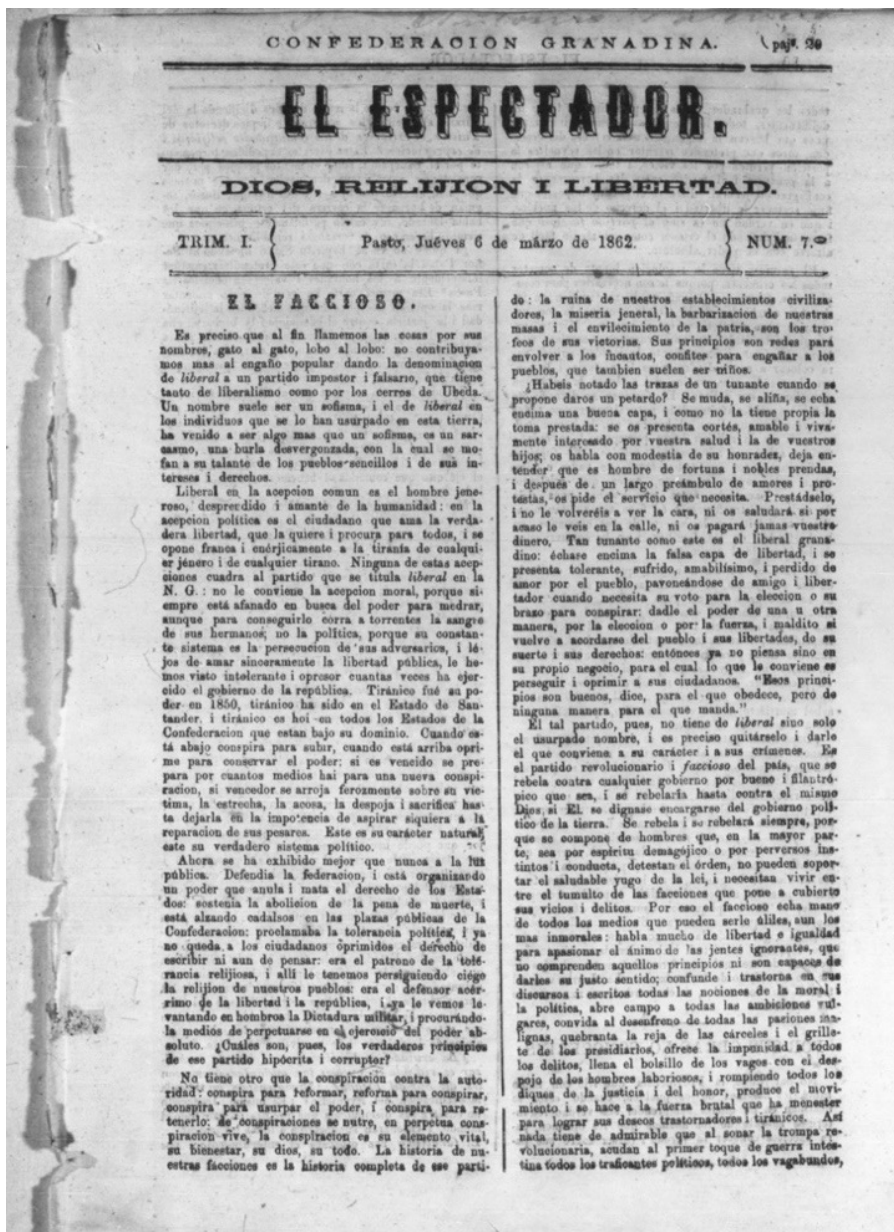 CONFEDERACION GRANADINA.
paj. 29
EL ESPECTADOR.
DIOS, RELIJION I LIBERTAD.
TRIM. I.
Pasto, Juéves 6 de márzo de 1862.
NUM. 7.º
EL FACCIOSO.
Es preciso que al fin llamemos las cosas por sus
nombres, gato al gato, lobo al lobo: no contribuya-
mos mas al engaño popular dando la denominacion
de liberal a un partido impostor i falsario, que tiene
tanto de liberalismo como por los cerros de Ubeda.
Un nombre suele ser un sofisma, i el de liberal en
los individuos que se lo han usurpado en esta tierra,
ha venido a ser algo mas que un sofisma, es un sar-
casmo, una burla desvergonzada, con la cual se mo-
fan a su talante de los pueblos sencillos i de sus in-
tereses i derechos.
Liberal en la acepcion comun es el hombre jene-
roso, desprendido i amante de la humanidad: en la
acepcion política es el ciudadano que ama la verda-
dera libertad, que la quiere i procura para todos, i se
opone franca i enérjicamente a la tiranía de cualqui-
er jénero i de cualquier tirano. Ninguna de estas acep-
ciones cuadra al partido que se titula liberal en la
N. G.: no le conviene la acepcion moral, porque si-
empre está afanado en busca del poder para medrar,
aunque para conseguirlo corra a torrentes la sangre
de sus hermanos; no la política, porque su constan-
te sistema es la persecucion de sus adversarios, i lé-
jos de amar sinceramente la libertad pública, le he-
mos visto intolerante i opresor cuantas veces ha ejer-
cido el gobierno de la república. Tiránico fué su po-
der en 1850, tiránico ha sido en el Estado de San-
tander, i tiránico es hoi en todos los Estados de la
Confederacion que estan bajo su dominio. Cuando es-
tá abajo conspira para subir, cuando está arriba opri-
me para conservar el poder: si es vencido se pre-
para por cuantos medios hai para una nueva conspi-
racion, si vencedor se arroja ferozmente sobre su víc-
tima, la estrecha, la acosa, la despoja i sacrifica has-
ta dejarla en la impotencia de aspirar siquiera a la
reparacion de sus pesares. Este es su carácter natural,
este su verdadero sistema político.
Ahora se ha exhibido mejor que nunca a la luz
pública. Defendia la federacion, i está organizando
un poder que anula i mata el derecho de los Esta-
dos: sostenia la abolicion de la pena de muerte, i
está alzando cadalsos en las plazas públicas de la
Confederacion: proclamaba la tolerancia política, i ya
no queda a los ciudadanos oprimidos el derecho de
escribir ni aun de pensar: era el patrono de la tole-
rancia relijiosa, i allí le tenemos persiguiendo ciego
la relijion de nuestros pueblos: era el defensor acér-
rimo de la libertad i la república, i ya le vemos le-
vantando en hombros la Dictadura militar, i procurándo-
la medios de perpetuarse en el ejercicio del poder ab-
soluto. ¿Cuáles son, pues, los verdaderos principios
de ese partido hipócrita i corruptor?
No tiene otro que la conspiracion contra la auto-
ridad: conspira para reformar, reforma para conspirar,
conspira para usurpar el poder, i conspira para re-
tenerlo: de conspiraciones se nutre, en perpetua cons-
piracion vive, la conspiracion es su elemento vital,
su bienestar, su dios, su todo. La historia de nu-
estras facciones es la historia completa de ese parti-
do: la ruina de nuestros establecimientos civiliza-
dores, la miseria jeneral, la barbarizacion de nuestras
masas i el envilecimiento de la patria, son los tro-
feos de sus victorias. Sus principios son redes para
envolver a los incautos, confites para engañar a los
pueblos, que tambien suelen ser niños.
¿Habeis notado las trazas de un tunante cuando se
propone daros un petardo? Se muda, se aliña, se echa
encima una buena capa, i como no la tiene propia la
toma prestada: se os presenta cortés, amable i viva-
mente interesado por vuestra salud i la de vuestros
hijos; os habla con modestia de su honradez, deja en-
tender que es hombre de fortuna i nobles prendas,
i después de un largo preámbulo de amores i pro-
testas, os pide el servicio que necesita. Prestádselo,
i no le volveréis a ver la cara, ni os saludará si por
acaso le veis en la calle, ni os pagará jamas vuestro
dinero. Tan tunante como este es el liberal grana-
dino: échase encima la falsa capa de libertad, i se
presenta tolerante, sufrido, amabilísimo, i perdido de
amor por el pueblo, pavoneándose de amigo i liber-
tador cuando necesita su voto para la eleccion o su
brazo para conspirar: dadle el poder de una u otra
manera, por la eleccion o por la fuerza, i maldito si
vuelve a acordarse del pueblo i sus libertades, de su
suerte i sus derechos: entónces ya no piensa sino en
su propio negocio, para el cual lo que le conviene es
perseguir i oprimir a sus ciudadanos. "Esos princi-
pios son buenos, dice, para el que obedece, pero de
ninguna manera para el que manda."
El tal partido, pues, no tiene de liberal sino solo
el usurpado nombre, i es preciso quitárselo i darle
el que conviene a su carácter i a sus crímenes. Es
el partido revolucionario i faccioso del país, que se
rebela contra cualquier gobierno por bueno i filantró-
pico que sea, i se rebelaria hasta contra el mismo
Dios, si El se dignase encargarse del gobierno polí-
tico de la tierra. Se rebela i se rebelará siempre, por-
que se compone de hombres que, en la mayor par-
te, sea por espíritu demagójico o por perversos ins-
tintos i conducta, detestan el órden, no pueden sopor-
tar el saludable yugo de la lei, i necesitan vivir en-
tre el tumulto de las facciones que pone a cubierto
sus vicios i delitos. Por eso el faccioso echa mano
de todos los medios que pueden serle útiles, aun los
mas inmorales: habla mucho de libertad e igualdad
para apasionar el ánimo de las jentes ignorantes, que
no comprenden aquellos principios ni son capaces de
darles su justo sentido; confunde i trastorna en sus
discursos i escritos todas las nociones de la moral i
la política, abre campo a todas las ambiciones vul-
gares, convida al desenfreno de todas las pasiones ma-
lignas, quebranta la reja de las cárceles i el grille-
te de los presidiarios, ofrece la impunidad a todos
los delitos, llena el bolsillo de los vagos con el des-
pojo de los hombres laboriosos, i rompiendo todos los
diques de la justicia i del honor, produce el movi-
miento i se hace a la fuerza brutal que ha menester
para lograr sus deseos trastornadores i tiránicos. Así
nada tiene de admirable que al sonar la trompa re-
volucionaria, acudan al primer toque de guerra intes-
tina todos los traficantes políticos, todos los vagabundos,